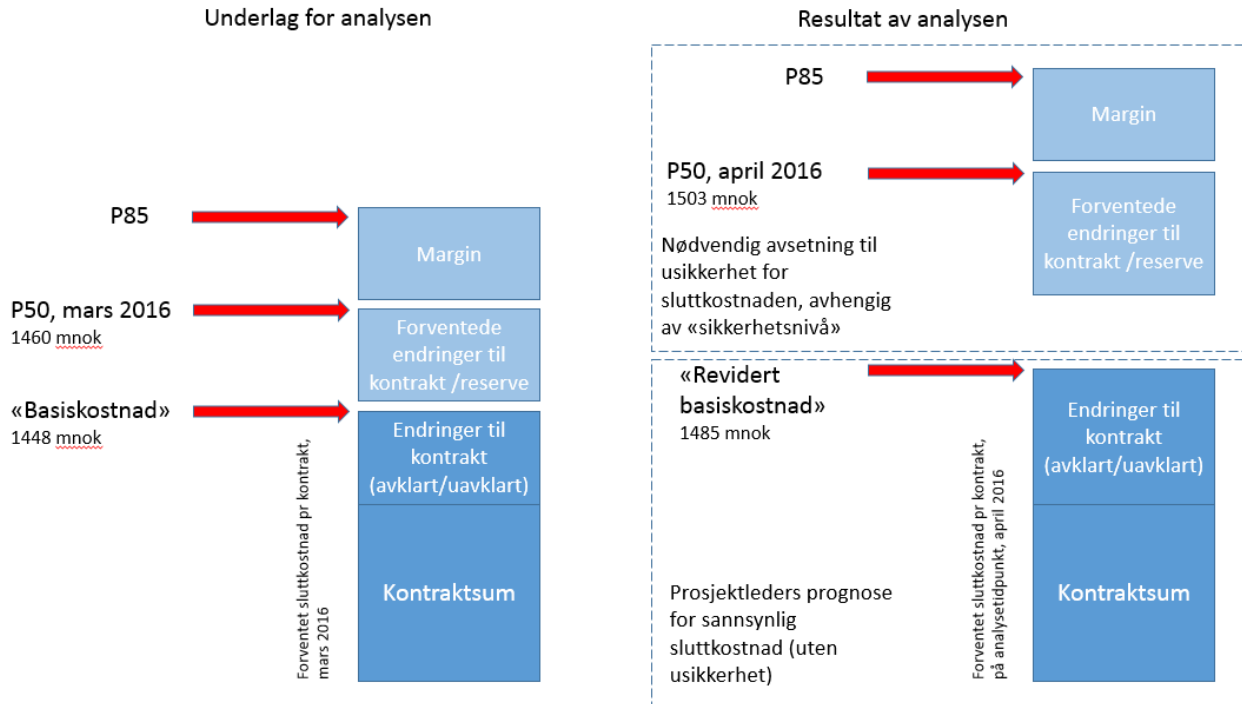 Underlag for analysen
P85
Margin
P50, mars 2016
1460 mnok
Forventede
endringer til
kontrakt /reserve
«Basiskostnad»
1448 mnok
Endringer til
kontrakt
(avklart/uavklart)
Forventet sluttkostnad pr kontrakt,
mars 2016
Kontraktsum
Resultat av analysen
P85
Margin
P50, april 2016
1503 mnok
Forventede
endringer til
kontrakt /reserve
Nødvendig avsetning til
usikkerhet for
sluttkostnaden, avhengig
av «sikkerhetsnivå»
«Revidert
basiskostnad»
1485 mnok
Endringer til
kontrakt
(avklart/uavklart)
Forventet sluttkostnad pr kontrakt,
på analysetidpunkt, april 2016
Kontraktsum
Prosjektleders prognose
for sannsynlig
sluttkostnad (uten
usikkerhet)